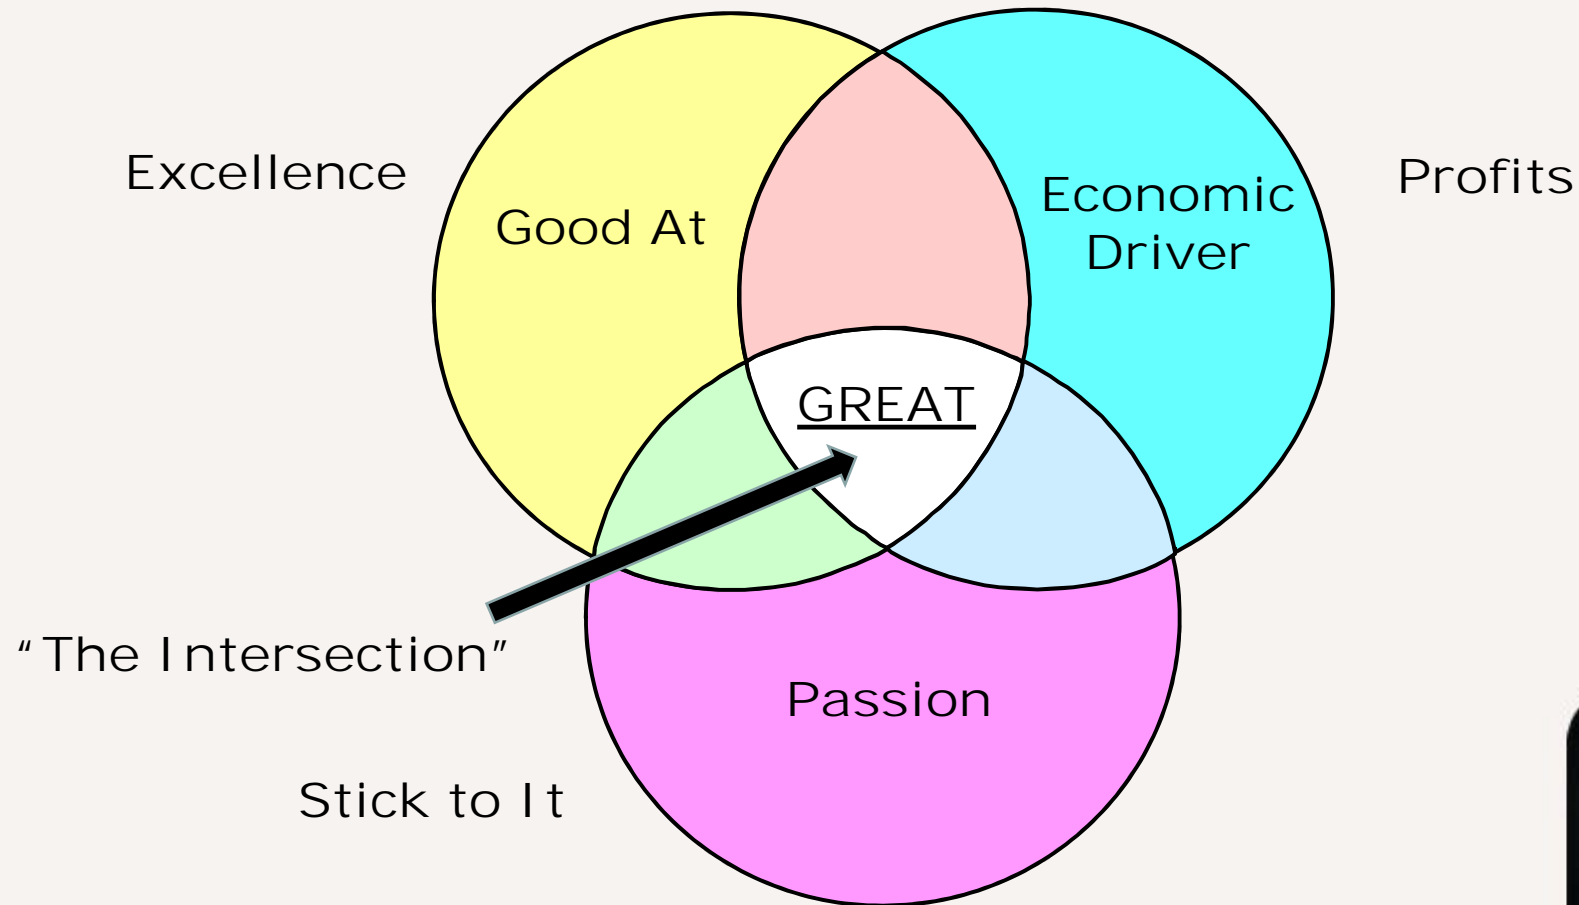 Excellence
Good At
Economic
Driver
Profits
GREAT
“The Intersection”
Passion
Stick to It